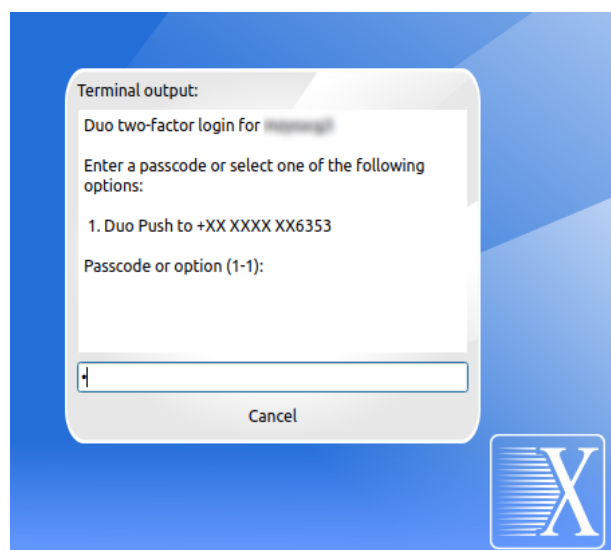 Terminal output:
Duo two-factor login for
Enter a passcode or select one of the following
options:
1. Duo Push to +XX XXXX XX6353
Passcode or option (1-1):
•
Cancel
X